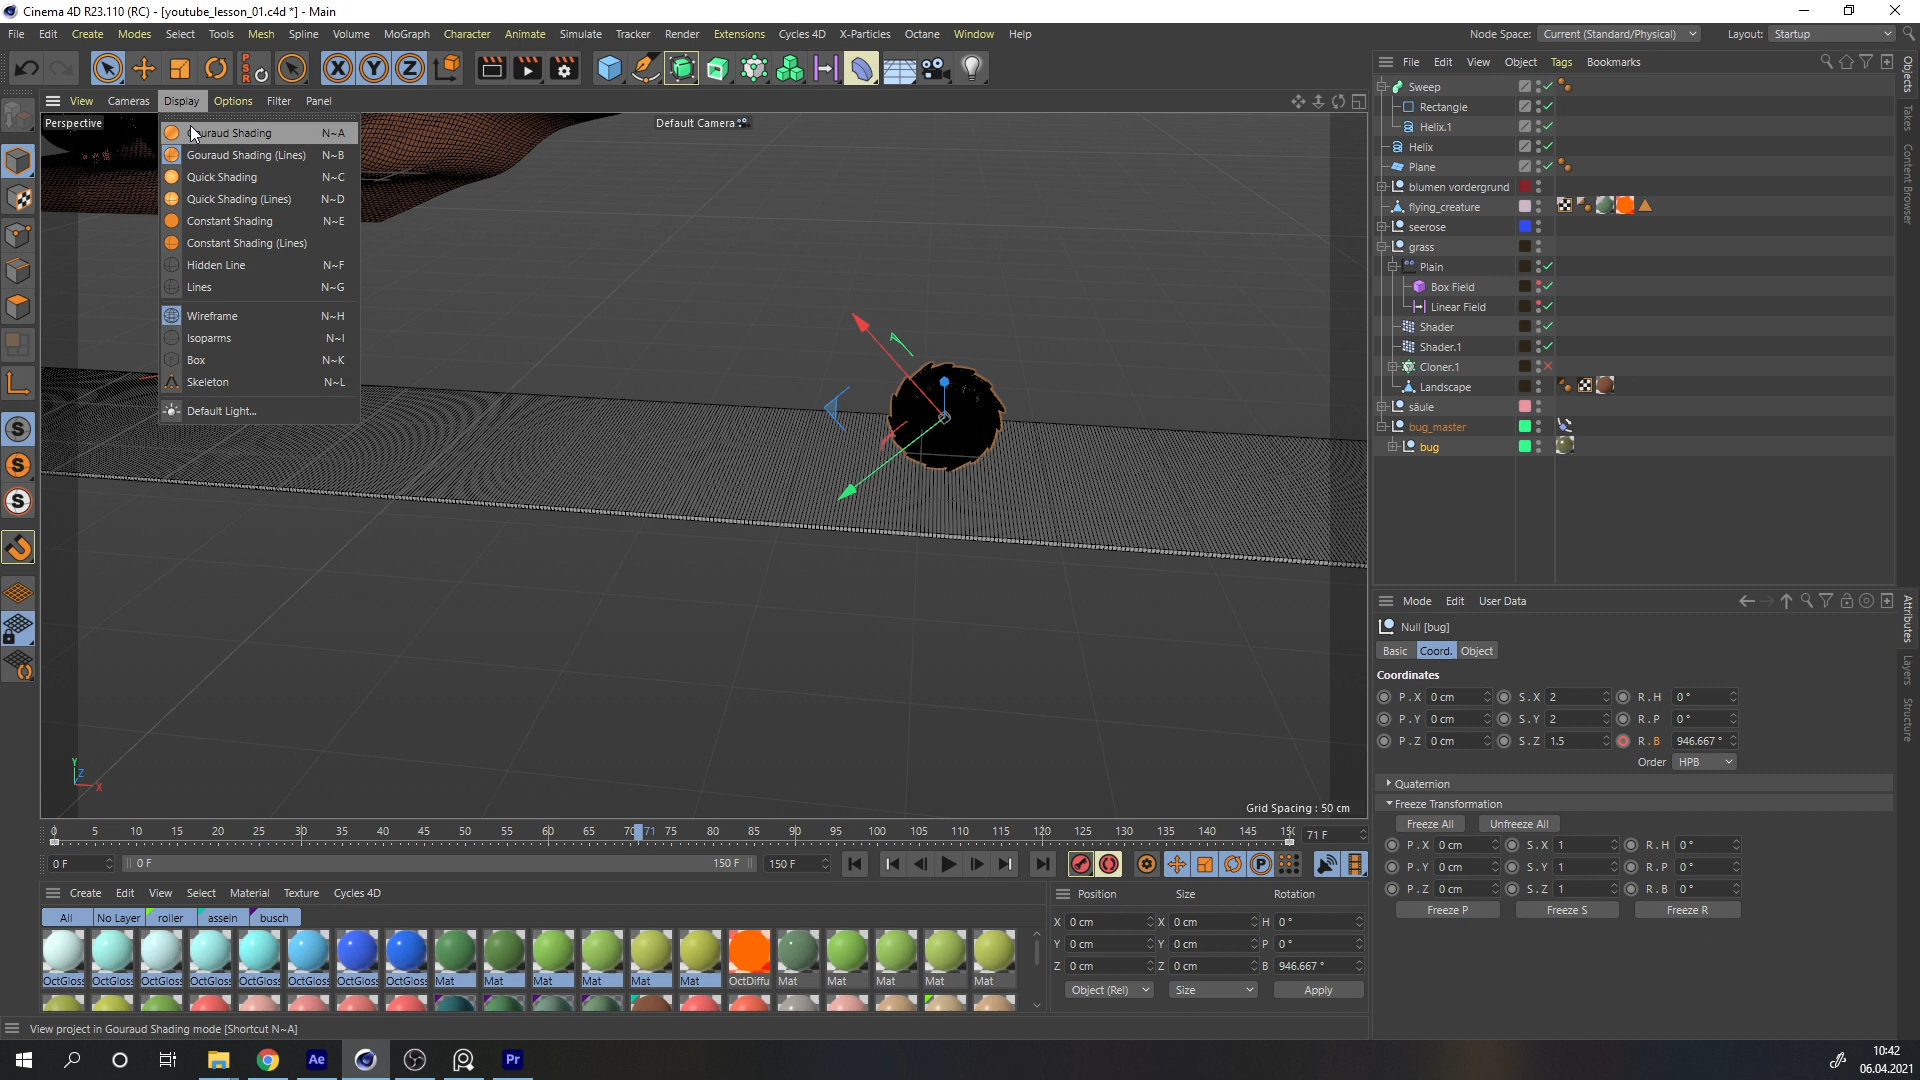 Cinema 4D R23.110 (RC) - [youtube_lesson_01.c4d *] - Main
File Edit Create Modes Select Tools Mesh Spline Volume MoGraph Character Animate Simulate Tracker Render Extensions Cycles 4D X-Particles Octane Window Help
Node Space: Current (Standard/Physical) Layout: Startup
View Cameras Display Options Filter Panel
Perspective
Default Camera
Gouraud Shading N~A
Gouraud Shading (Lines) N~B
Quick Shading N~C
Quick Shading (Lines) N~D
Constant Shading N~E
Constant Shading (Lines)
Hidden Line N~F
Lines N~G
Wireframe N~H
Isoparms N~I
Box N~K
Skeleton N~L
Default Light...
Y
Z
X
Grid Spacing : 50 cm
File Edit View Object Tags Bookmarks
Sweep
Rectangle
Helix.1
Helix
Plane
blumen vordergrund
flying_creature
seerose
grass
Plain
Box Field
Linear Field
Shader
Shader.1
Cloner.1
Landscape
säule
bug_master
bug
Objects
Takes
Content Browser
Mode Edit User Data
Null [bug]
Basic Coord. Object
Coordinates
P . X 0 cm S . X 2 R . H 0 °
P . Y 0 cm S . Y 2 R . P 0 °
P . Z 0 cm S . Z 1.5 R . B 946.667 °
Order HPB
Quaternion
Freeze Transformation
Freeze All Unfreeze All
P . X 0 cm S . X 1 R . H 0 °
P . Y 0 cm S . Y 1 R . P 0 °
P . Z 0 cm S . Z 1 R . B 0 °
Freeze P Freeze S Freeze R
Attributes
Layers
Structure
0 5 10 15 20 25 30 35 40 45 50 55 60 65 70 71 75 80 85 90 95 100 105 110 115 120 125 130 135 140 145 150 71 F
0 F 0 F 150 F 150 F
Create Edit View Select Material Texture Cycles 4D
All No Layer roller asseln busch
OctGloss OctGloss OctGloss OctGloss OctGloss OctGloss OctGloss OctGloss Mat Mat Mat Mat Mat Mat OctDiffu Mat Mat Mat Mat Mat
Position Size Rotation
X 0 cm X 0 cm H 0 °
Y 0 cm Y 0 cm P 0 °
Z 0 cm Z 0 cm B 946.667 °
Object (Rel) Size Apply
View project in Gouraud Shading mode [Shortcut N~A]
Ae
Pr
10:42
06.04.2021